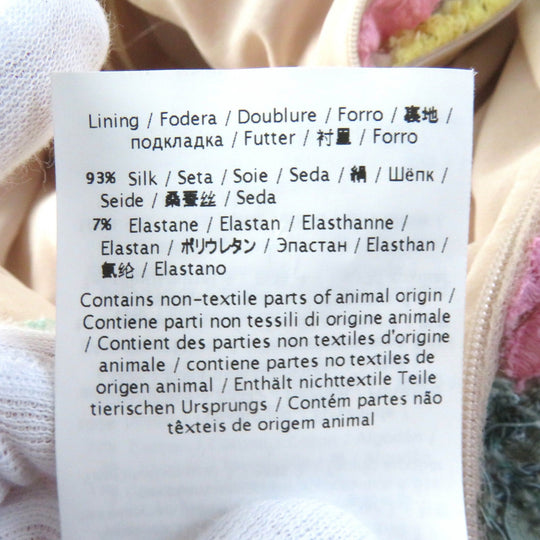 Lining / Fodera / Doublure / Forro / 裏地 /
подкладка / Futter / 衬里 / Forro
93% Silk / Seta / Soie / Seda / 絹 / Шёпк /
Seide / 桑蚕丝 / Seda
7% Elastane / Elastan / Elasthanne /
Elastan / ポリウレタン / Эпастан / Elasthan /
氨纶 / Elastano
Contains non-textile parts of animal origin /
Contiene parti non tessili di origine animale
/ Contient des parties non textiles d'origine
animale / contiene partes no textiles de
origen animal / Enthält nichttextile Teile
tierischen Ursprungs / Contém partes não
têxteis de origem animal